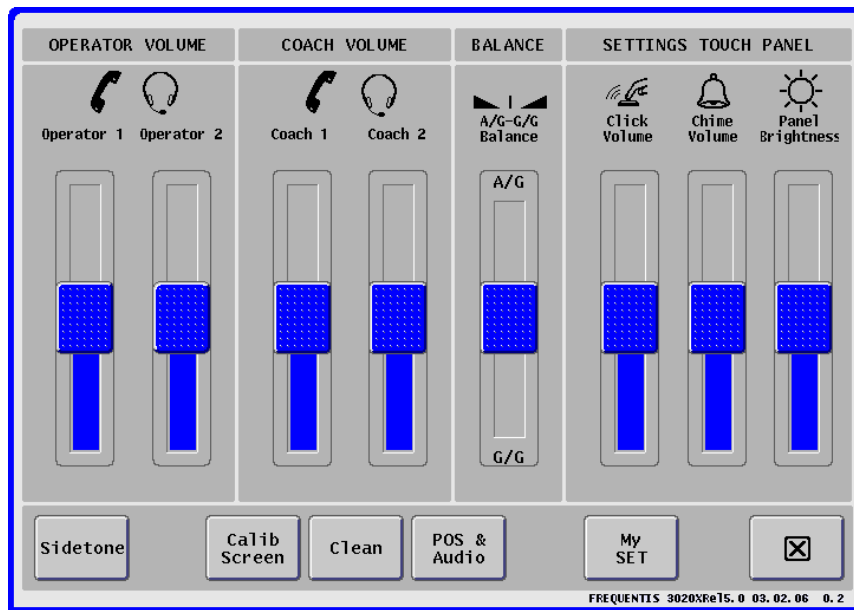 OPERATOR VOLUME
COACH VOLUME
BALANCE
SETTINGS TOUCH PANEL
Operator 1
Operator 2
Coach 1
Coach 2
A/G-G/G
Balance
Click
Volume
Chime
Volume
Panel
Brightness
A/G
G/G
Sidetone
Calib
Screen
Clean
POS &
Audio
My
SET
FREQUENTIS 3020XRel5.0 03.02.06 0.2